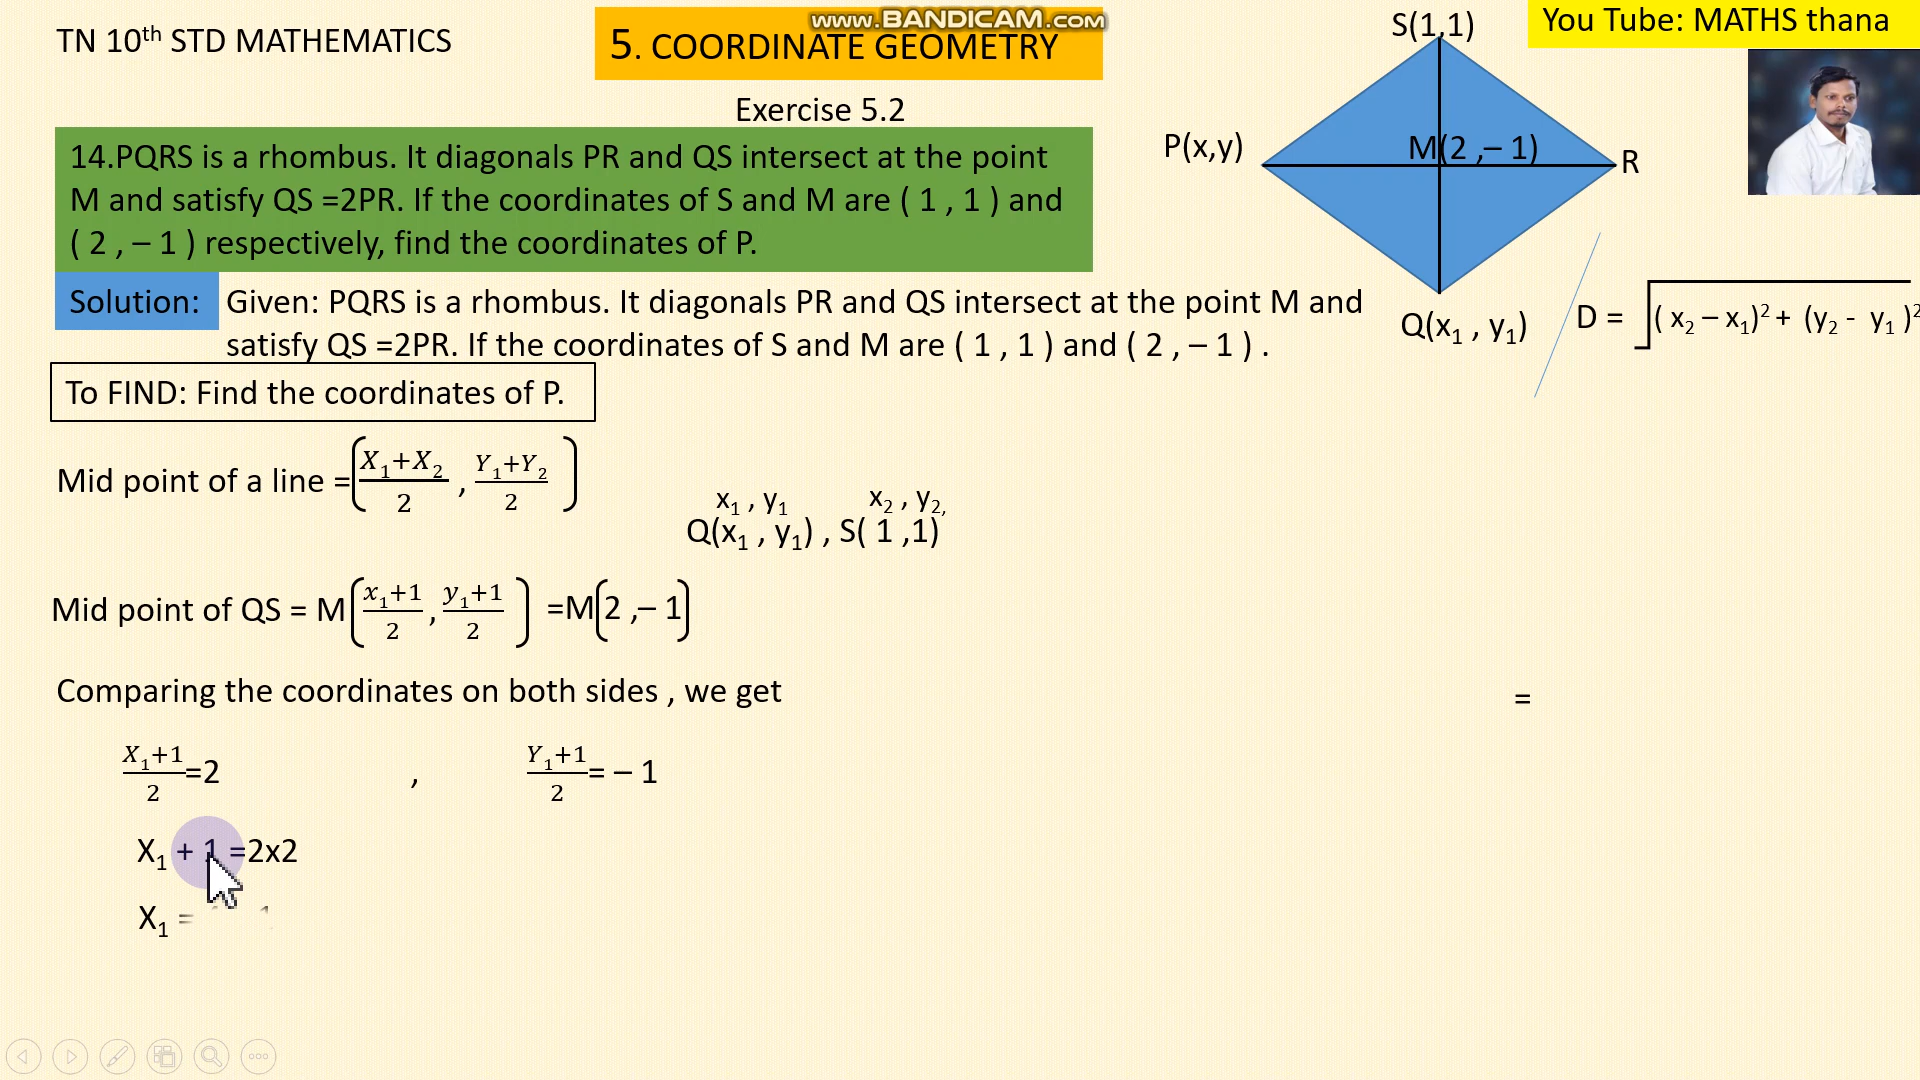 www.BANDICAM.com
TN 10th STD MATHEMATICS
5. COORDINATE GEOMETRY
You Tube: MATHS thana
Exercise 5.2
14.PQRS is a rhombus. It diagonals PR and QS intersect at the point
M and satisfy QS =2PR. If the coordinates of S and M are ( 1 , 1 ) and
( 2 , – 1 ) respectively, find the coordinates of P.
S(1,1)
P(x,y)
M(2 ,– 1)
R
Q(x₁ , y₁)
D = √( x₂ – x₁)² + (y₂ - y₁ )²
Solution: Given: PQRS is a rhombus. It diagonals PR and QS intersect at the point M and
satisfy QS =2PR. If the coordinates of S and M are ( 1 , 1 ) and ( 2 , – 1 ) .
To FIND: Find the coordinates of P.
Mid point of a line = (X₁+X₂/2 , Y₁+Y₂/2)
x₁ , y₁ x₂ , y₂,
Q(x₁ , y₁) , S( 1 ,1)
Mid point of QS = M(x₁+1/2 , y₁+1/2) =M(2 ,– 1)
Comparing the coordinates on both sides , we get
=
X₁+1/2 =2 , Y₁+1/2 = – 1
X₁ + 1 =2x2
X₁ =